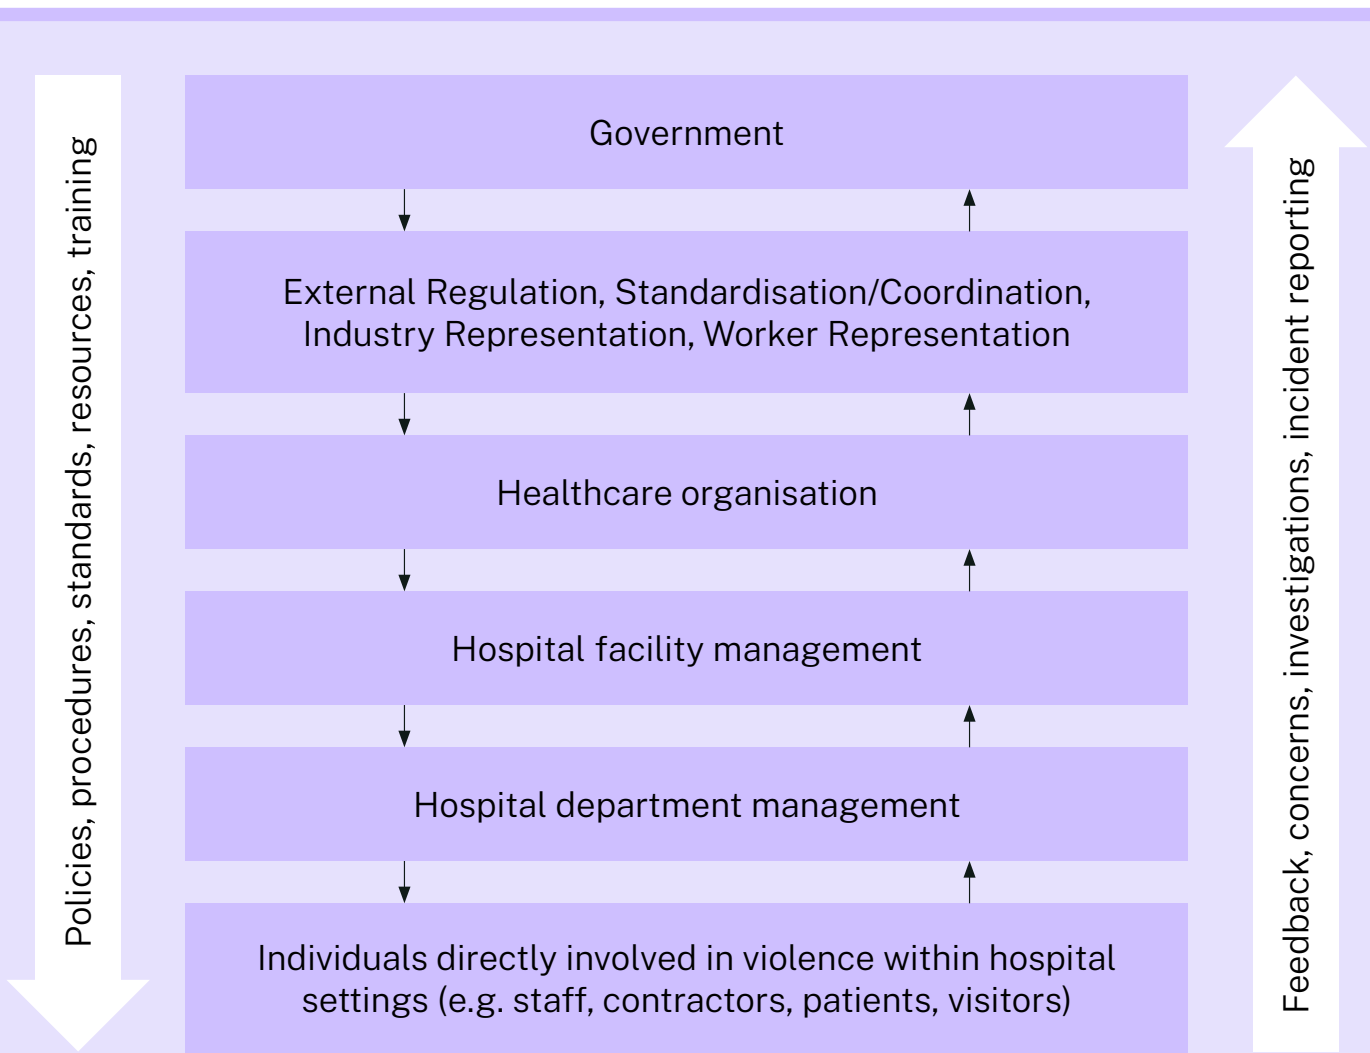 Policies, procedures, standards, resources, training
Government
External Regulation, Standardisation/Coordination,
Industry Representation, Worker Representation
Healthcare organisation
Hospital facility management
Hospital department management
Individuals directly involved in violence within hospital
settings (e.g. staff, contractors, patients, visitors)
Feedback, concerns, investigations, incident reporting